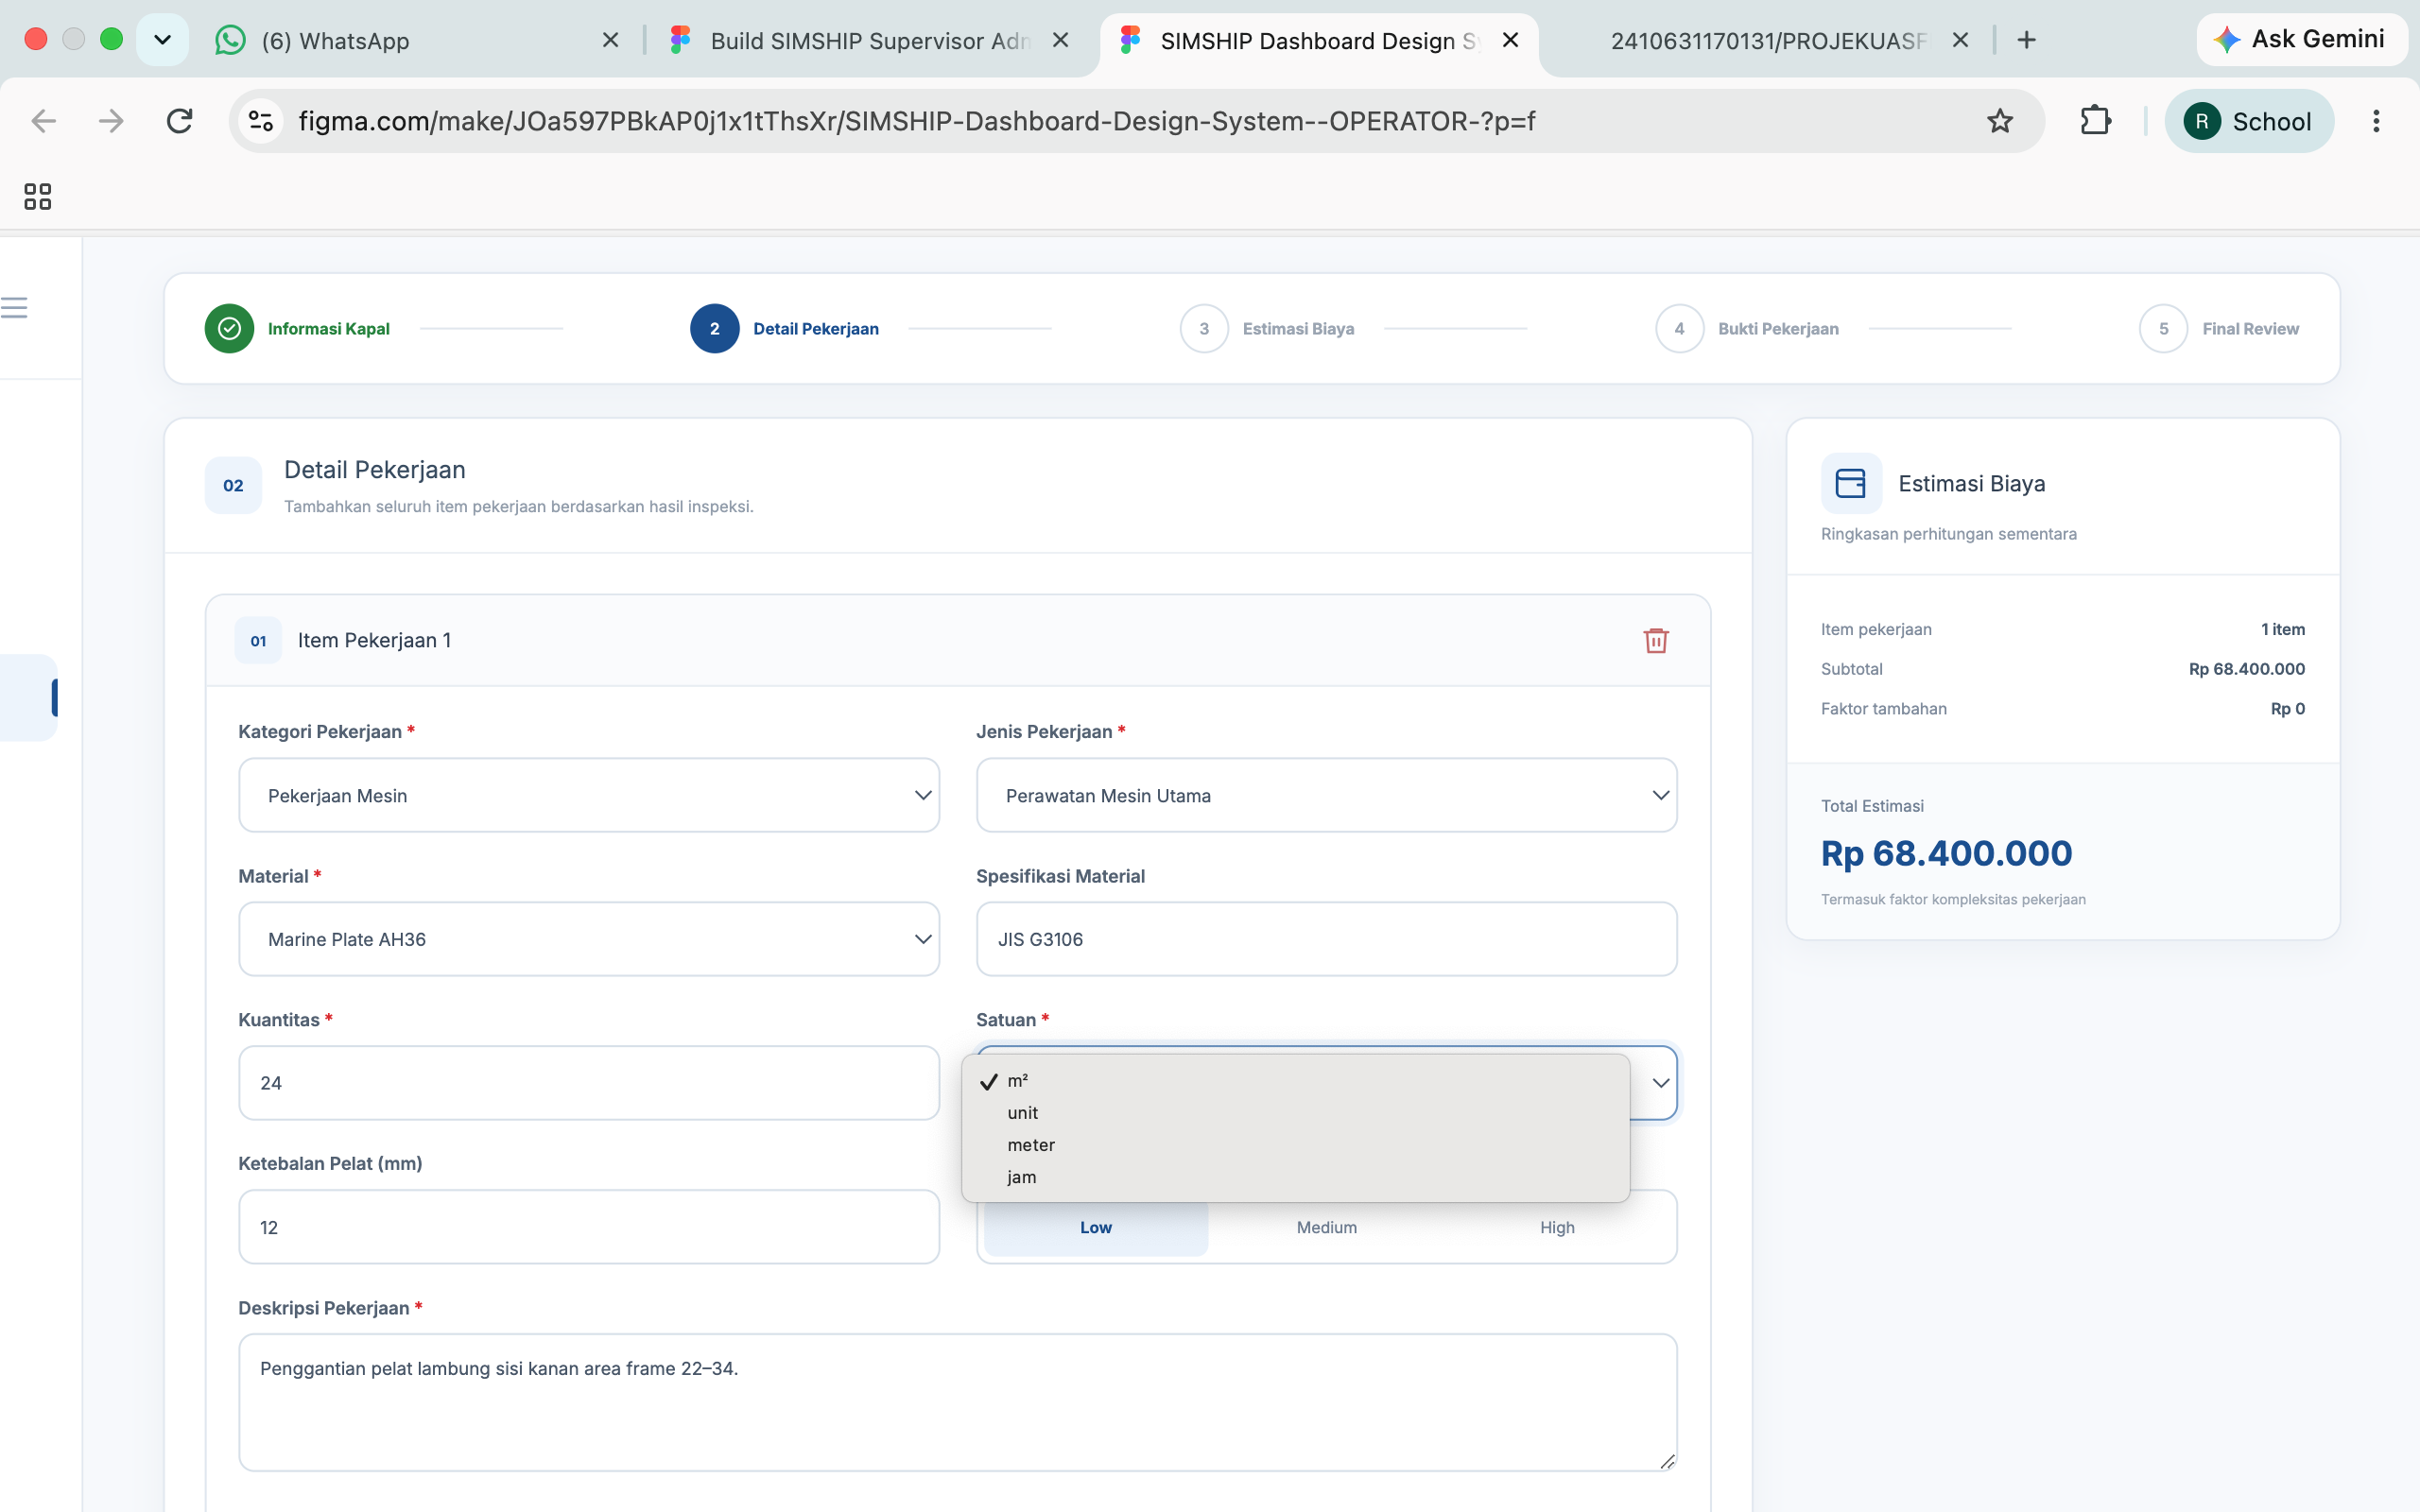 (6) WhatsApp
Build SIMSHIP Supervisor Adm
SIMSHIP Dashboard Design Sy
2410631170131/PROJEKUASF
Ask Gemini
figma.com/make/JOa597PBkAP0j1x1tThsXr/SIMSHIP-Dashboard-Design-System--OPERATOR-?p=f
R School
Informasi Kapal
2 Detail Pekerjaan
3 Estimasi Biaya
4 Bukti Pekerjaan
5 Final Review
02
Detail Pekerjaan
Tambahkan seluruh item pekerjaan berdasarkan hasil inspeksi.
01 Item Pekerjaan 1
Kategori Pekerjaan *
Jenis Pekerjaan *
Pekerjaan Mesin
Perawatan Mesin Utama
Material *
Spesifikasi Material
Marine Plate AH36
JIS G3106
Kuantitas *
Satuan *
24
m²
unit
meter
jam
Ketebalan Pelat (mm)
12
Low
Medium
High
Deskripsi Pekerjaan *
Penggantian pelat lambung sisi kanan area frame 22–34.
Estimasi Biaya
Ringkasan perhitungan sementara
Item pekerjaan 1 item
Subtotal Rp 68.400.000
Faktor tambahan Rp 0
Total Estimasi
Rp 68.400.000
Termasuk faktor kompleksitas pekerjaan